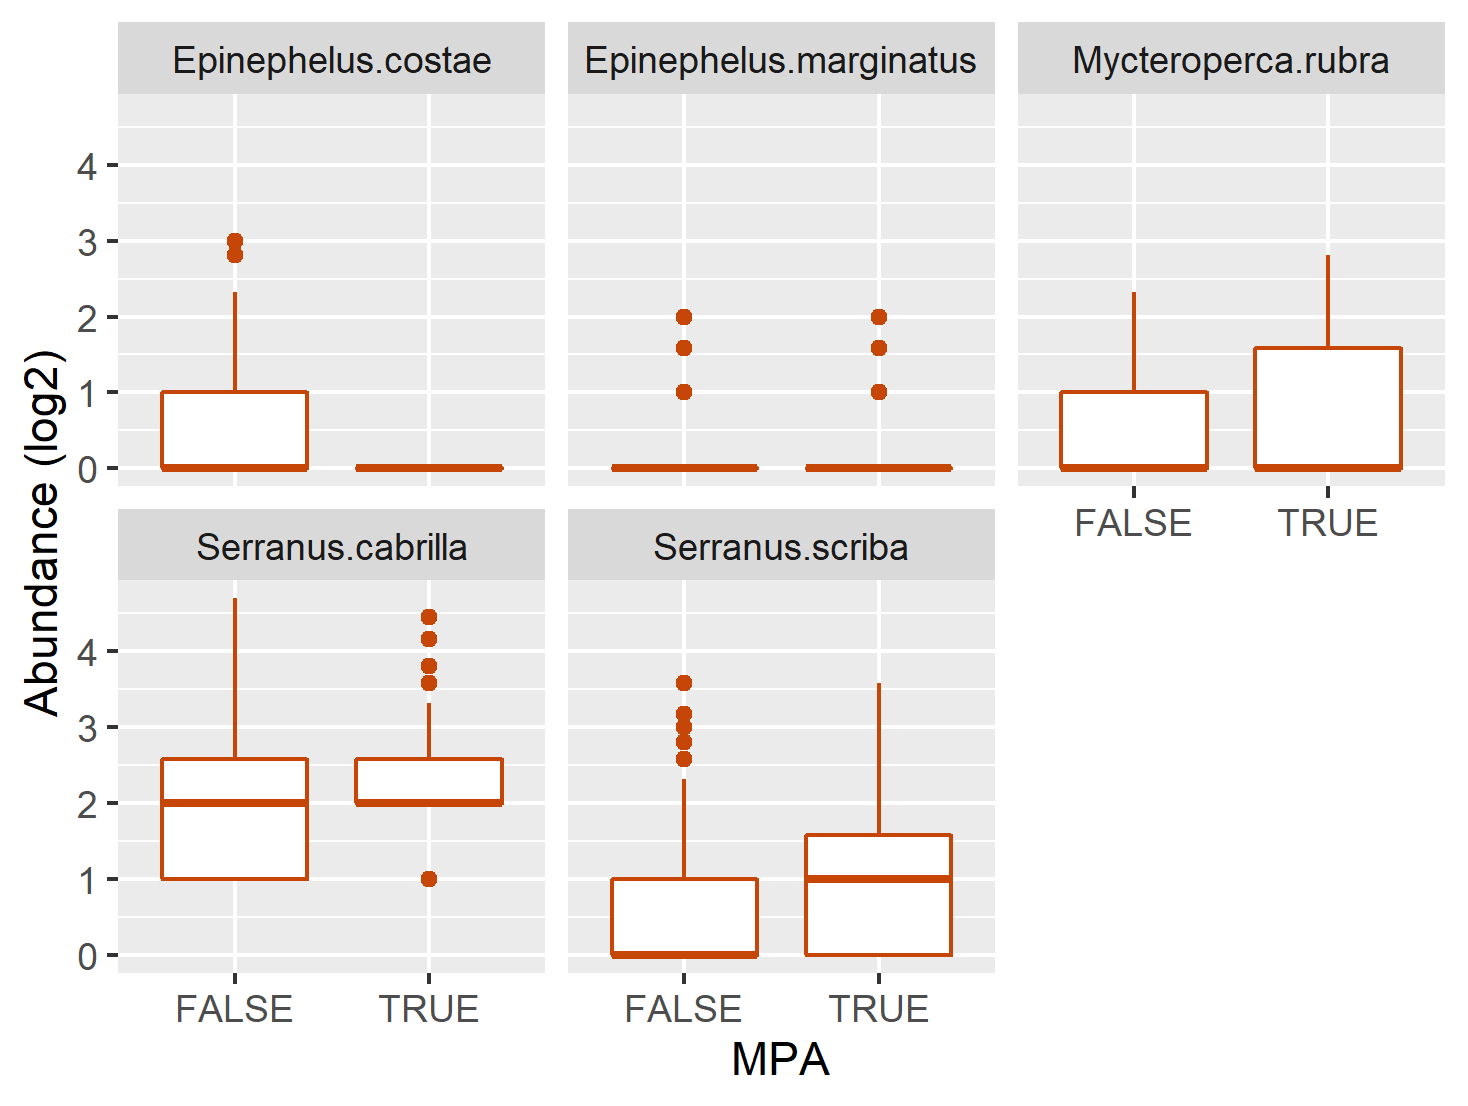 Epinephelus.costae
Epinephelus.marginatus
Mycteroperca.rubra
4
3
2
1
0
FALSE
TRUE
Serranus.cabrilla
Serranus.scriba
4
3
2
1
0
FALSE
TRUE
FALSE
TRUE
MPA
Abundance (log2)